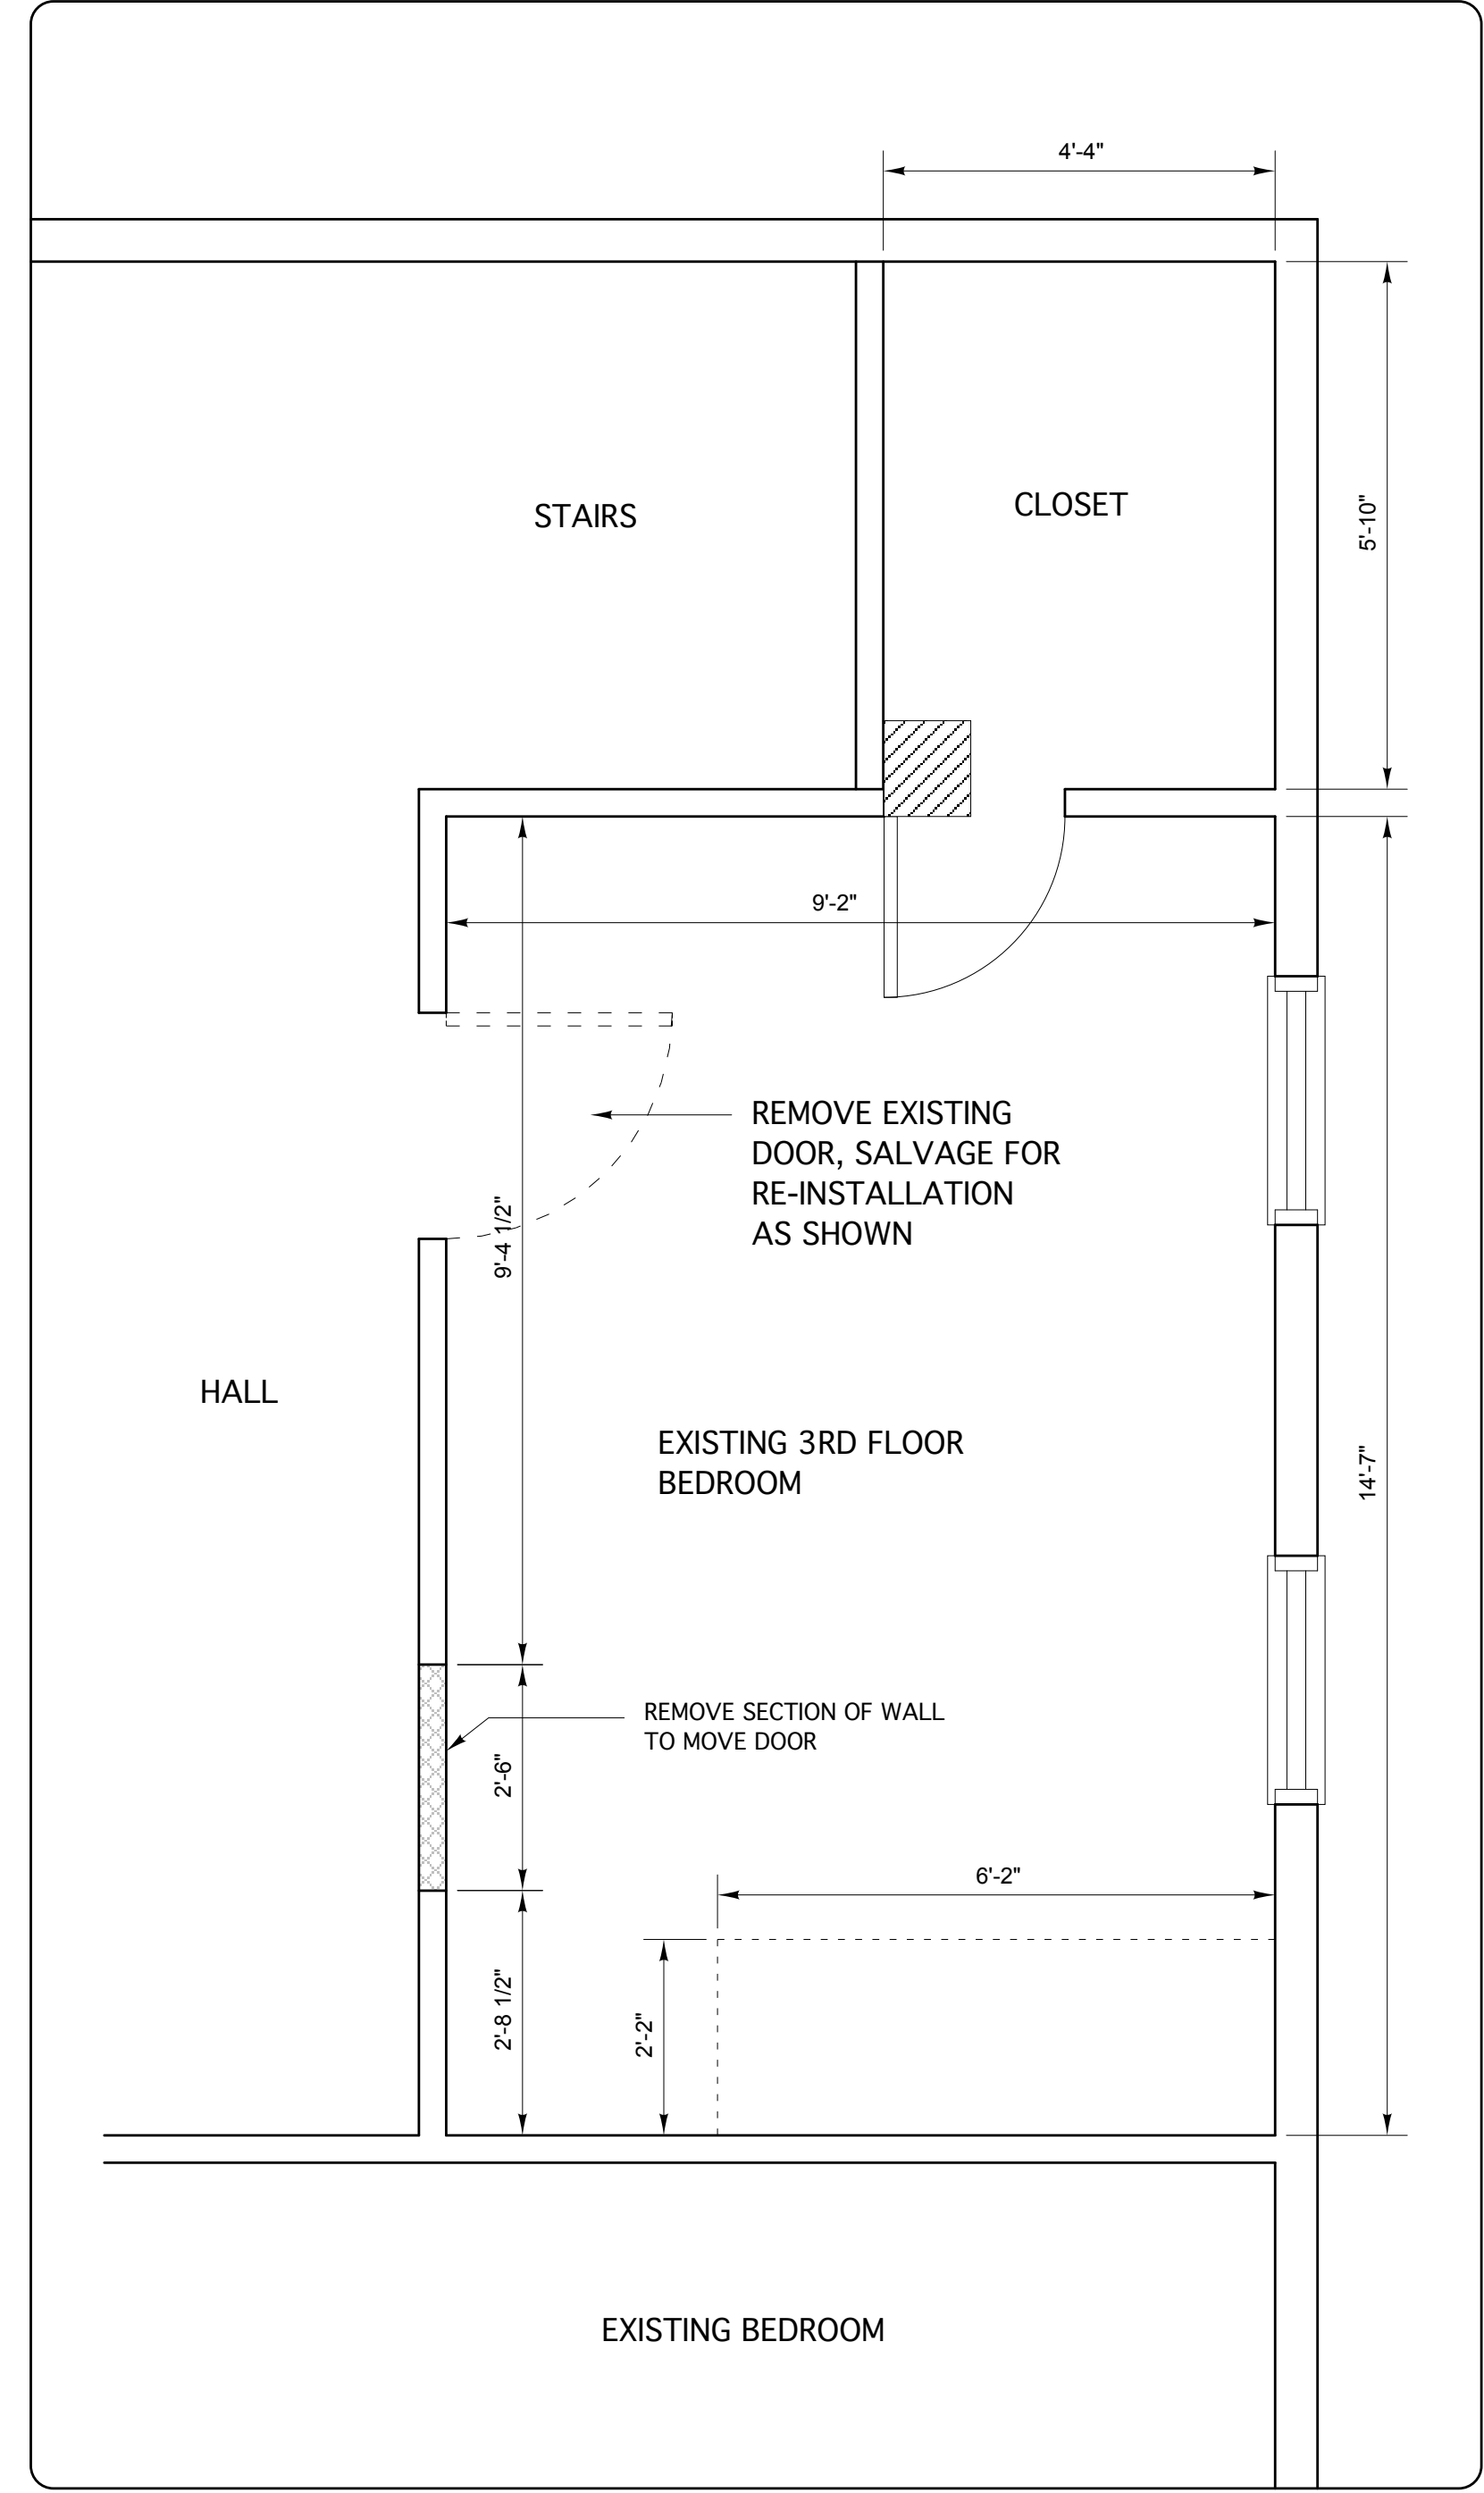 4'-4"
STAIRS
CLOSET
5'-10"
9'-2"
REMOVE EXISTING
DOOR, SALVAGE FOR
RE-INSTALLATION
AS SHOWN
9'-4 1/2"
HALL
EXISTING 3RD FLOOR
BEDROOM
14'-7"
REMOVE SECTION OF WALL
TO MOVE DOOR
2'-6"
6'-2"
2'-8 1/2"
2'-2"
EXISTING BEDROOM